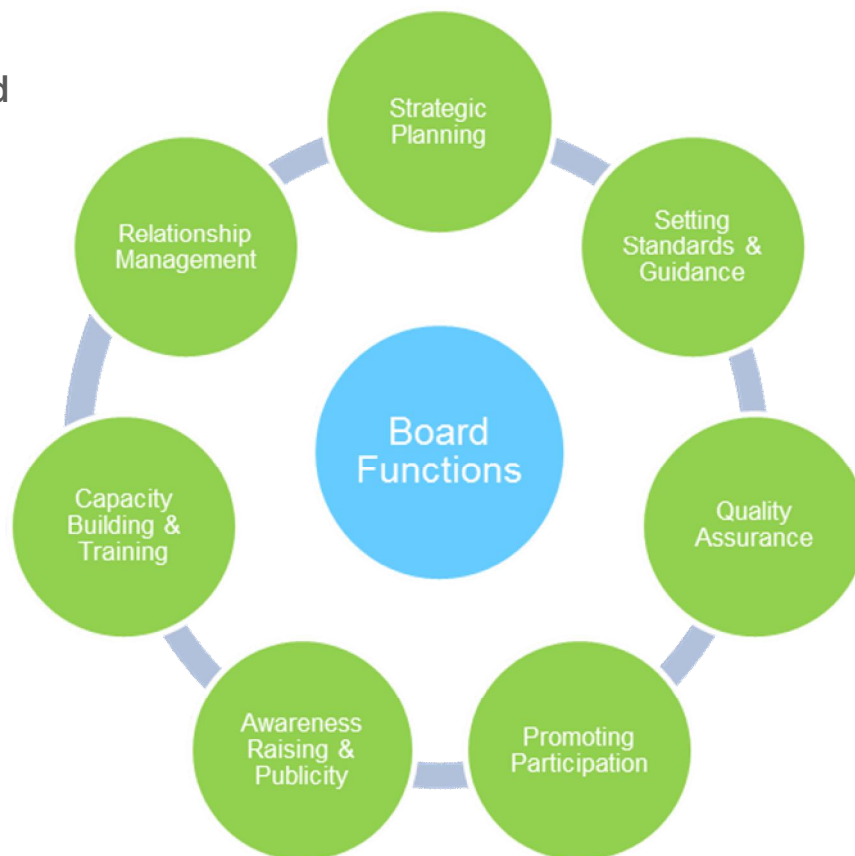 d
Strategic
Planning
Setting
Standards &
Guidance
Quality
Assurance
Promoting
Participation
Awareness
Raising &
Publicity
Capacity
Building &
Training
Relationship
Management
Board
Functions